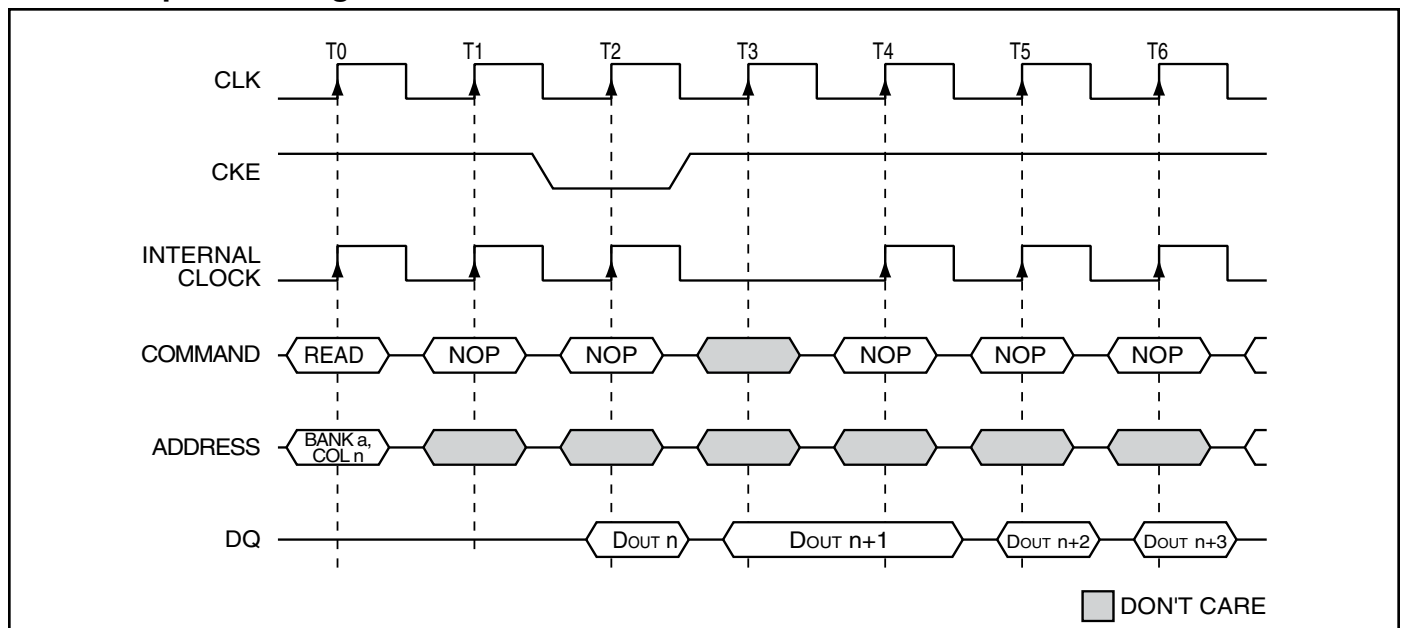 T0 T1 T2 T3 T4 T5 T6
CLK
CKE
INTERNAL
CLOCK
COMMAND READ NOP NOP NOP NOP NOP
ADDRESS BANK a,
COL n
DQ DOUT n DOUT n+1 DOUT n+2 DOUT n+3
DON'T CARE